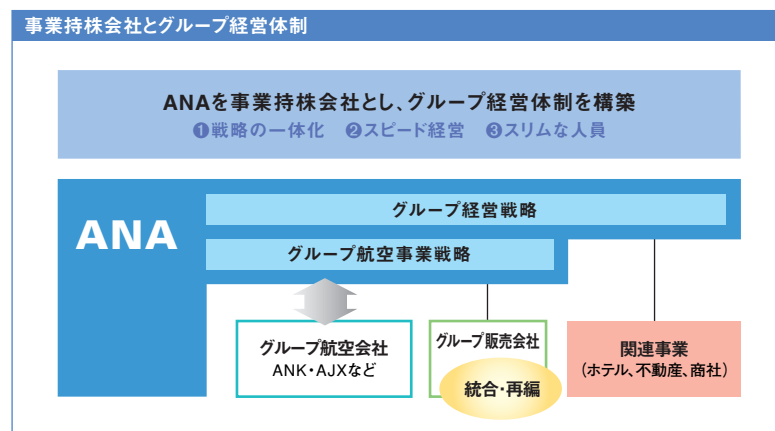 事業持株会社とグループ経営体制
ANAを事業持株会社とし、グループ経営体制を構築
❶戦略の一体化 ❷スピード経営 ❸スリムな人員
ANA
グループ経営戦略
グループ航空事業戦略
グループ航空会社
ANK・AJXなど
グループ販売会社
統合・再編
関連事業
(ホテル、不動産、商社)